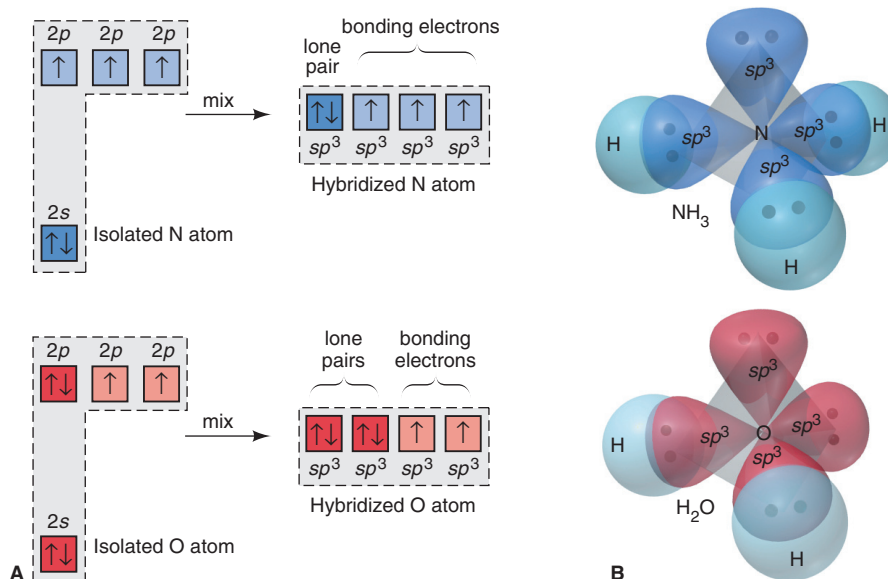 2p 2p 2p
↑ ↑ ↑
mix
2s
↑↓
Isolated N atom
lone
pair
bonding electrons
↑↓ ↑ ↑ ↑
sp³ sp³ sp³ sp³
Hybridized N atom
sp³
H
sp³
N
sp³
H
sp³
NH₃
H
2p 2p 2p
↑↓ ↑ ↑
mix
2s
↑↓
Isolated O atom
A
lone
pairs
bonding
electrons
↑↓ ↑↓ ↑ ↑
sp³ sp³ sp³ sp³
Hybridized O atom
sp³
H
sp³
O
sp³
sp³
H₂O
H
B